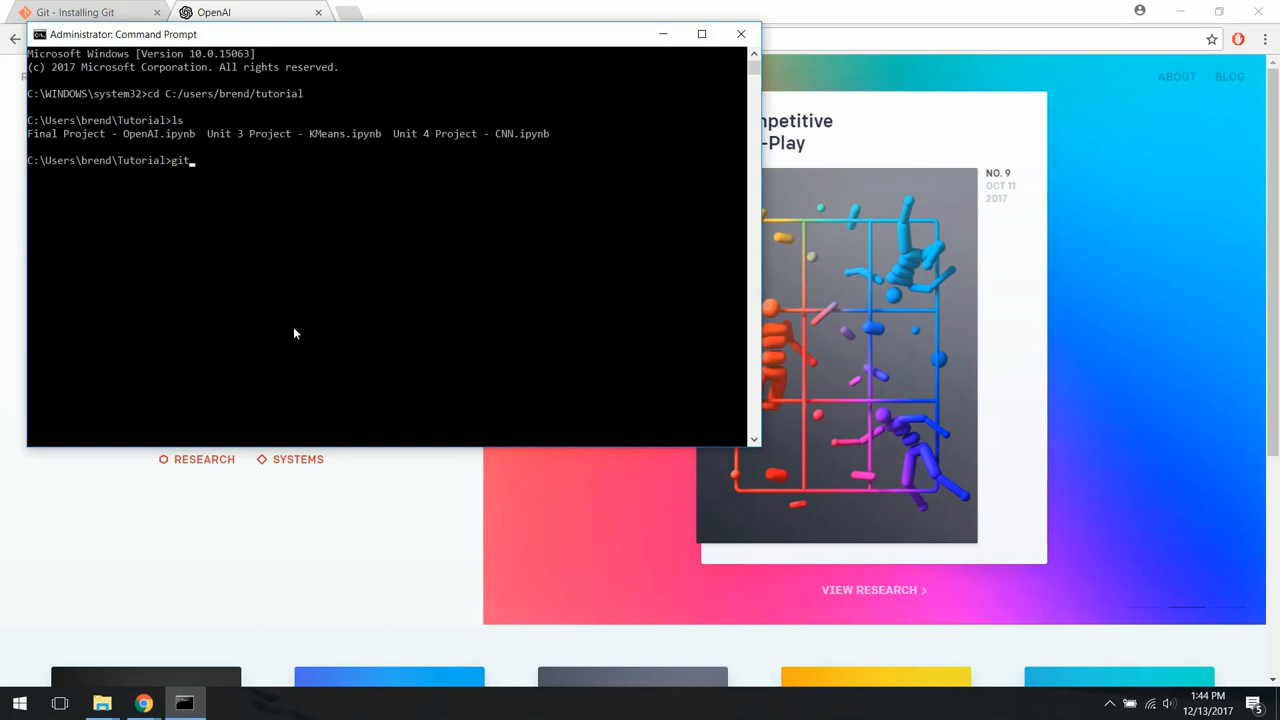 Git - Installing Git
OpenAI
Administrator: Command Prompt
Microsoft Windows [Version 10.0.15063]
(c) 2017 Microsoft Corporation. All rights reserved.
C:\WINDOWS\system32>cd C:/users/brend/tutorial
C:\Users\brend\Tutorial>ls
Final Project - OpenAI.ipynb  Unit 3 Project - KMeans.ipynb  Unit 4 Project - CNN.ipynb
C:\Users\brend\Tutorial>git
ABOUT
BLOG
mpetitive
-Play
NO. 9
OCT 11
2017
RESEARCH
SYSTEMS
VIEW RESEARCH
1:44 PM
12/13/2017
5